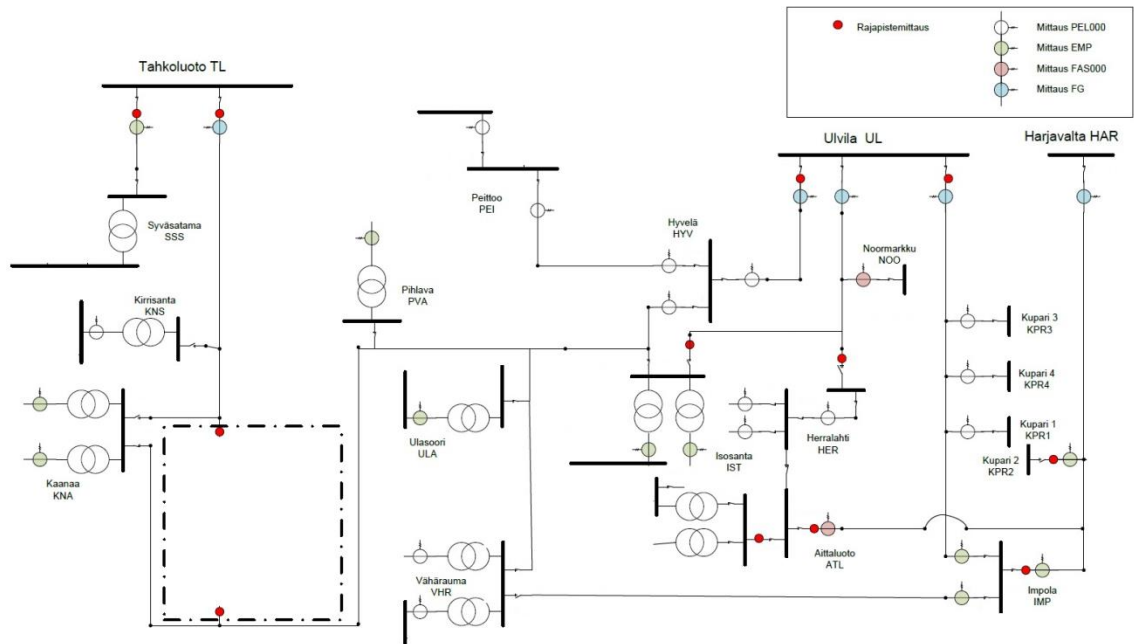 Rajapistemittaus
Mittaus PEL000
Mittaus EMP
Mittaus FAS000
Mittaus FG
Tahkoluoto TL
Ulvila UL
Harjavalta HAR
Peittoo
PEI
Syväsatama
SSS
Hyvelä
HYV
Noormarkku
NOO
Pihlava
PVA
Kirrisanta
KNS
Kupari 3
KPR3
Kupari 4
KPR4
Kupari 1
KPR1
Ulasoori
ULA
Isosanta
IST
Herralahti
HER
Kupari 2
KPR2
Kaanaa
KNA
Aittaluoto
ATL
Vähärauma
VHR
Impola
IMP